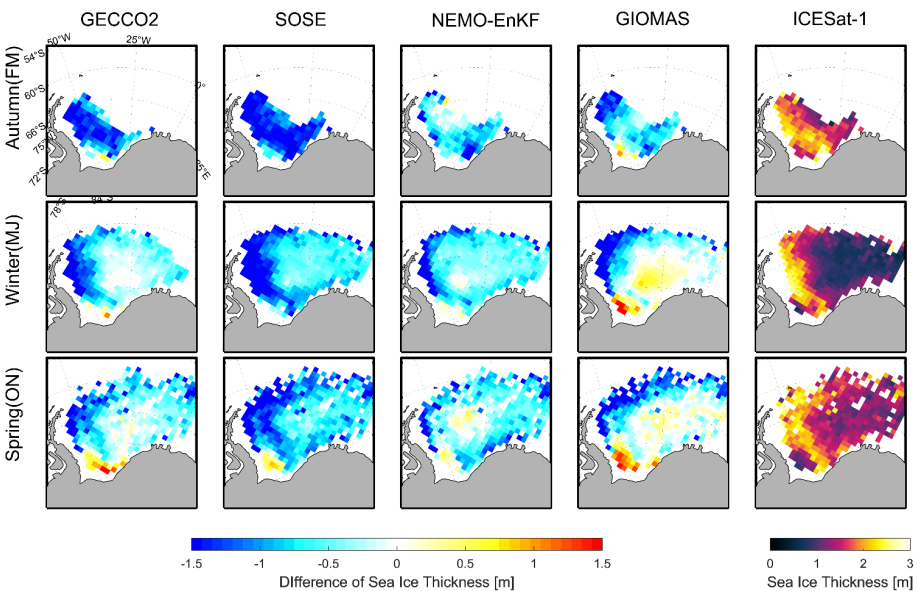 GECCO2 SOSE NEMO-EnKF GIOMAS ICESat-1
Autumn(FM)
50°W
25°W
54°S
0°
60°S
66°S
75°W
72°S
25°E
78°S
84°S
Winter(MJ)
Spring(ON)
-1.5 -1 -0.5 0 0.5 1 1.5
DIfference of Sea Ice Thickness [m]
0 1 2 3
Sea Ice Thickness [m]